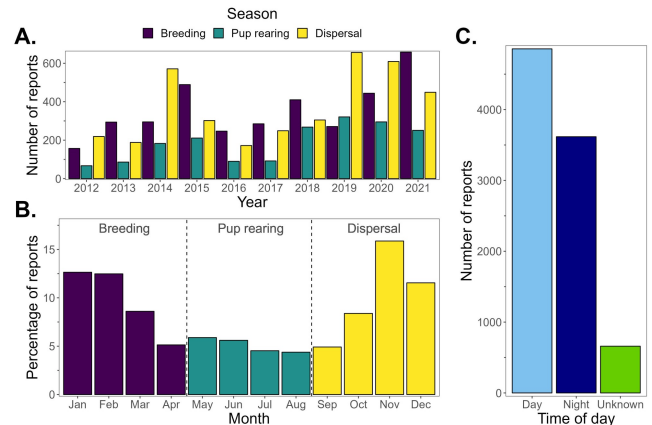 Season
Breeding Pup rearing Dispersal
A.
Number of reports
600
400
200
0
2012 2013 2014 2015 2016 2017 2018 2019 2020 2021
Year
B.
Percentage of reports
Breeding Pup rearing Dispersal
15
10
5
0
Jan Feb Mar Apr May Jun Jul Aug Sep Oct Nov Dec
Month
C.
Number of reports
4000
3000
2000
1000
0
Day Night Unknown
Time of day